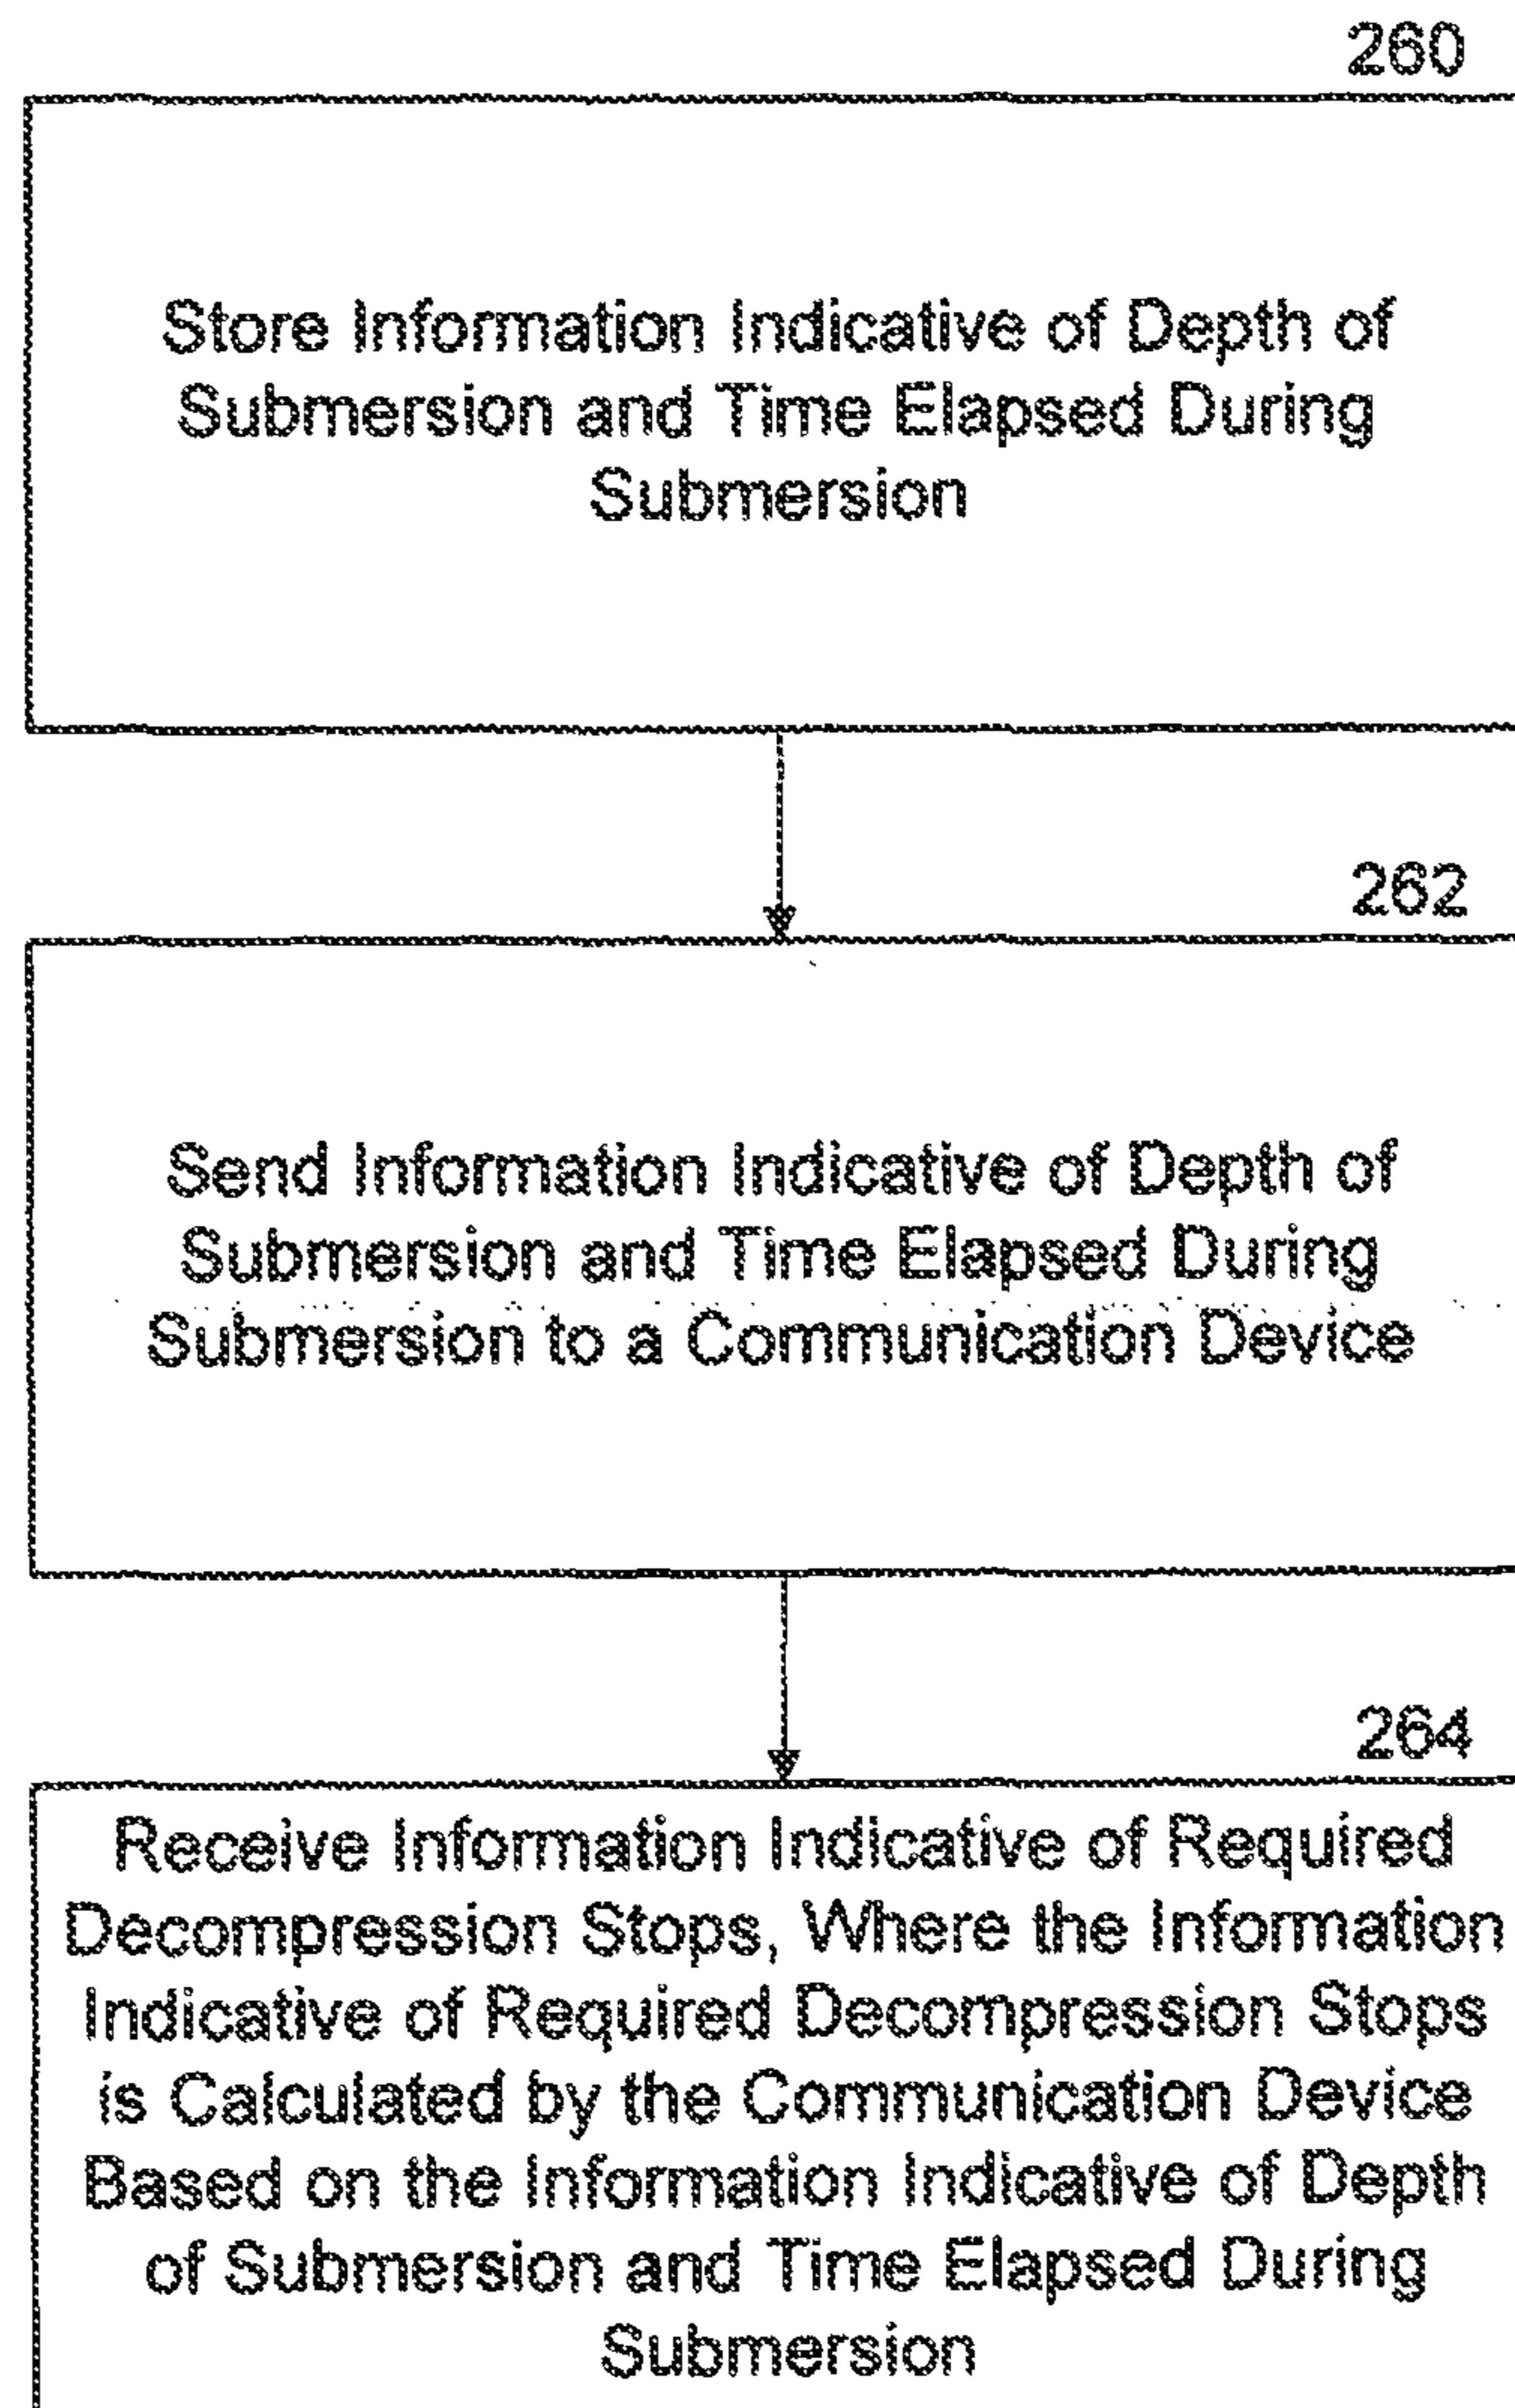 260
Store Information Indicative of Depth of
Submersion and Time Elapsed During
Submersion
262
Send Information Indicative of Depth of
Submersion and Time Elapsed During
Submersion to a Communication Device
264
Receive Information Indicative of Required
Decompression Stops, Where the Information
Indicative of Required Decompression Stops
is Calculated by the Communication Device
Based on the Information Indicative of Depth
of Submersion and Time Elapsed During
Submersion